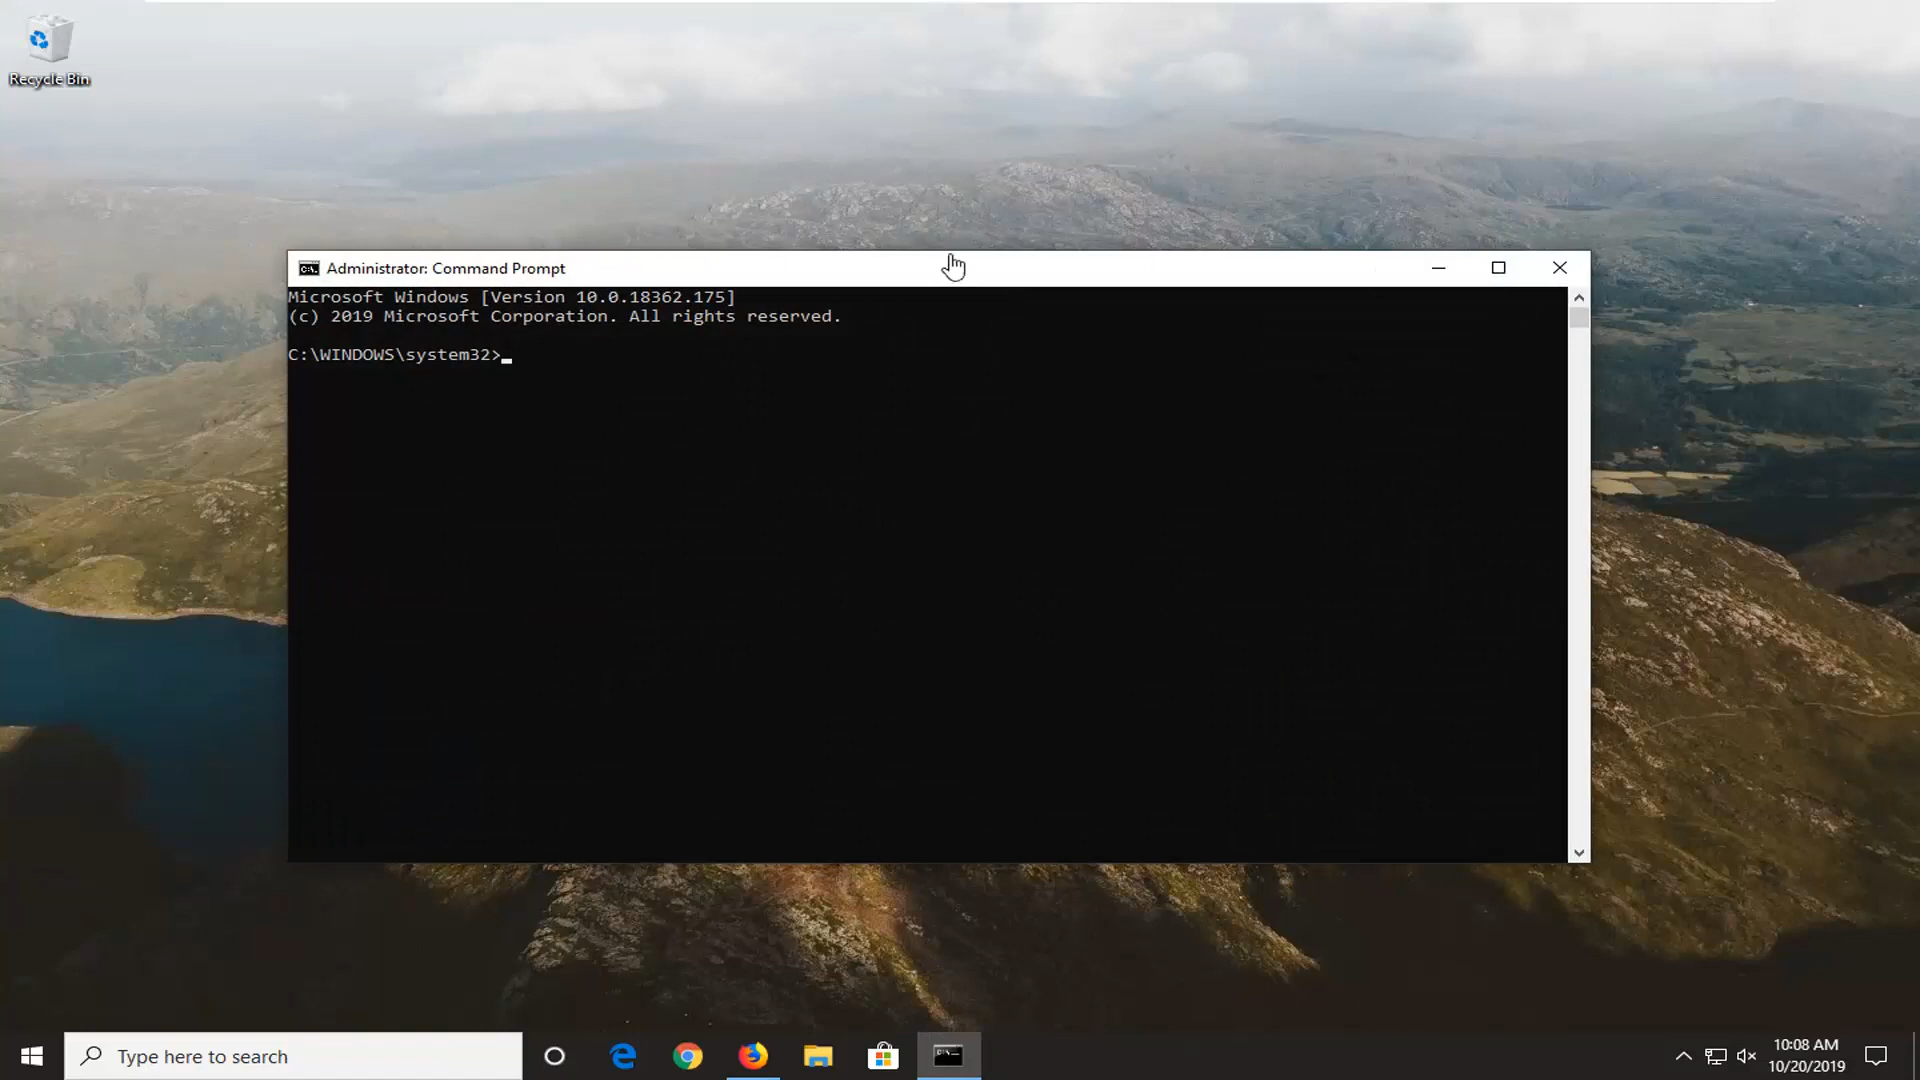 Recycle Bin
Administrator: Command Prompt
Microsoft Windows [Version 10.0.18362.175]
(c) 2019 Microsoft Corporation. All rights reserved.
C:\WINDOWS\system32>
Type here to search
10:08 AM
10/20/2019